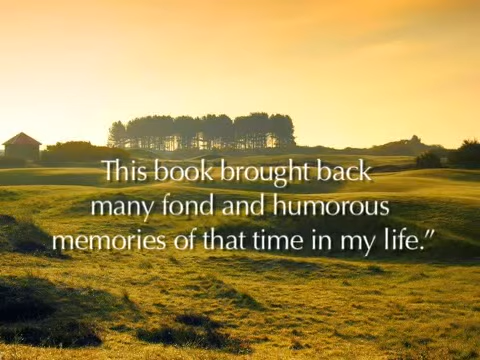 This book brought back
many fond and humorous
memories of that time in my life.”